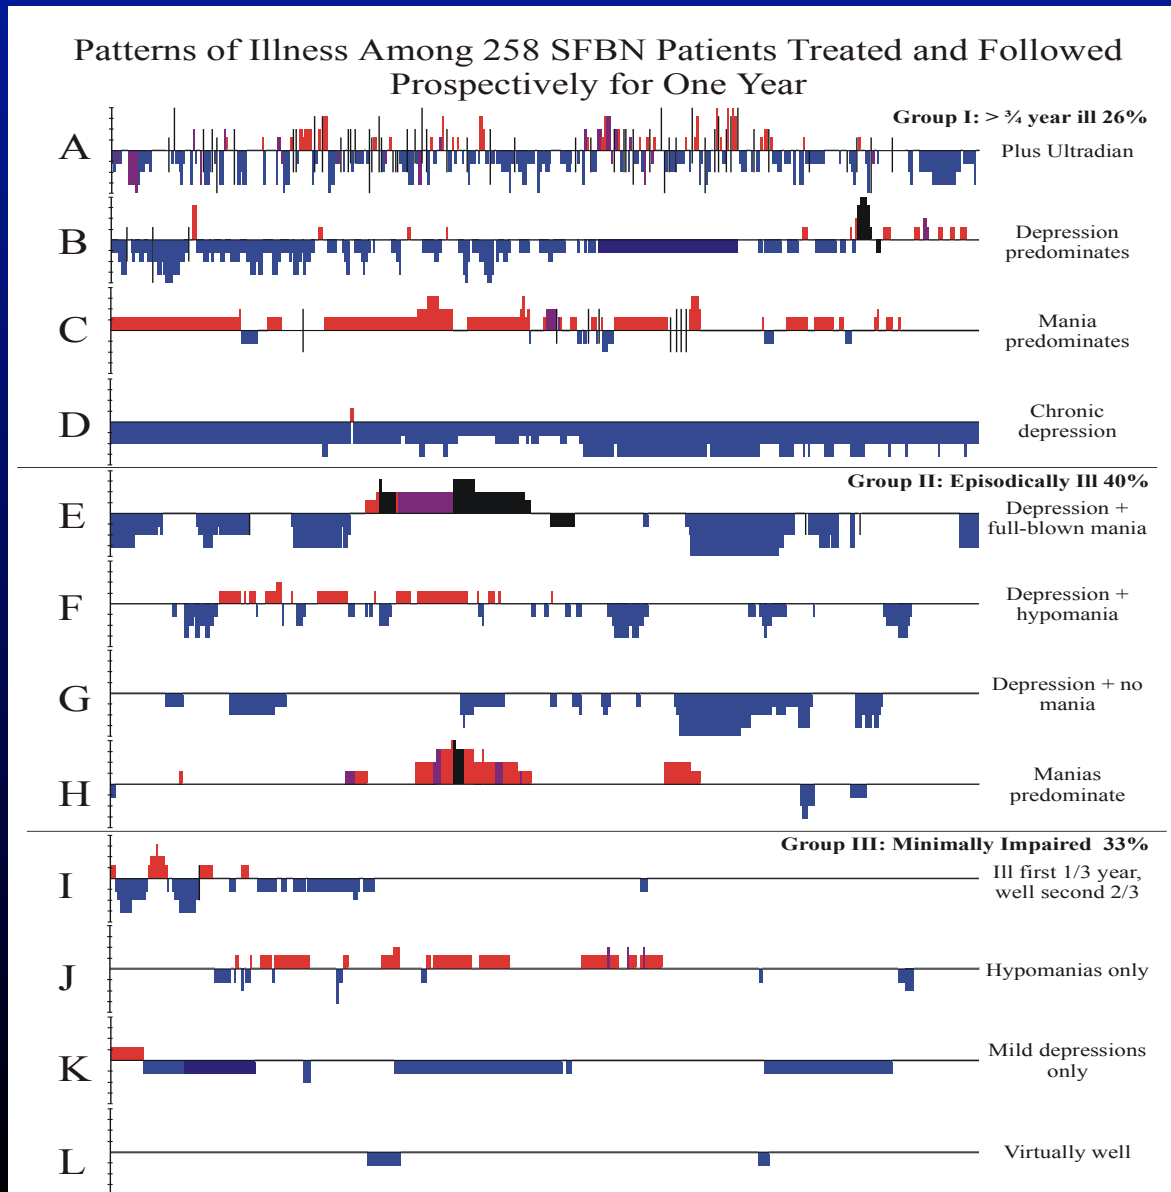 Patterns of Illness Among 258 SFBN Patients Treated and Followed
Prospectively for One Year
Group I: > ¾ year ill 26%
A
Plus Ultradian
B
Depression
predominates
C
Mania
predominates
D
Chronic
depression
Group II: Episodically Ill 40%
E
Depression +
full-blown mania
F
Depression +
hypomania
G
Depression + no
mania
H
Manias
predominate
Group III: Minimally Impaired 33%
I
Ill first 1/3 year,
well second 2/3
J
Hypomanias only
K
Mild depressions
only
L
Virtually well